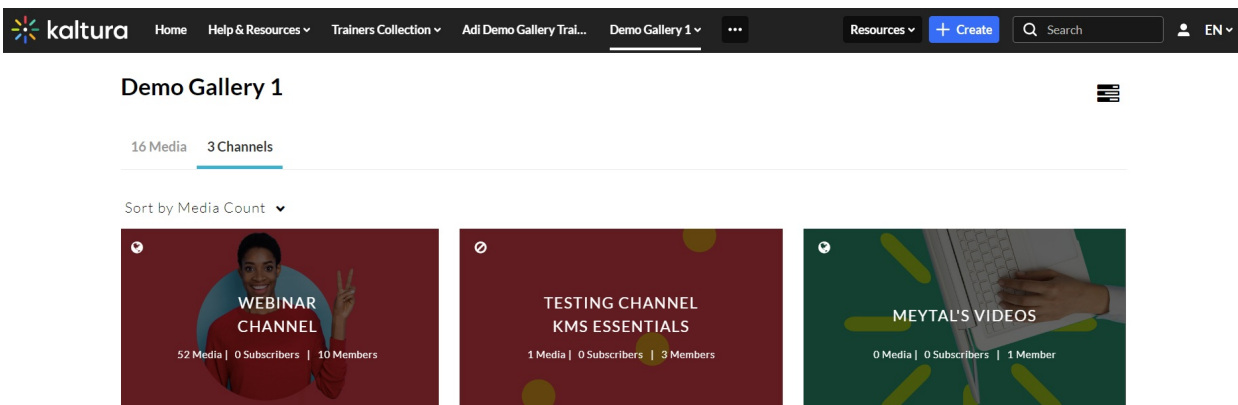 kaltura Home Help & Resources Trainers Collection Adi Demo Gallery Trai... Demo Gallery 1 ••• Resources + Create Search EN
Demo Gallery 1
16 Media 3 Channels
Sort by Media Count
WEBINAR
CHANNEL
52 Media | 0 Subscribers | 10 Members
TESTING CHANNEL
KMS ESSENTIALS
1 Media | 0 Subscribers | 3 Members
MEYTAL'S VIDEOS
0 Media | 0 Subscribers | 1 Member